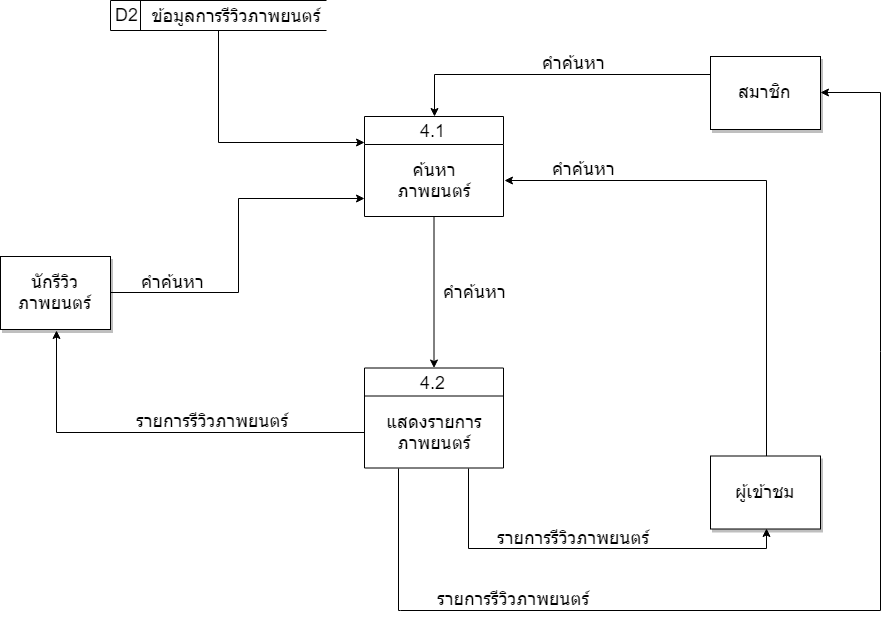 D2 ข้อมูลการรีวิวภาพยนตร์
คำค้นหา
สมาชิก
4.1
ค้นหา
ภาพยนตร์
คำค้นหา
นักรีวิว
ภาพยนตร์
คำค้นหา
คำค้นหา
4.2
แสดงรายการ
ภาพยนตร์
รายการรีวิวภาพยนตร์
ผู้เข้าชม
รายการรีวิวภาพยนตร์
รายการรีวิวภาพยนตร์